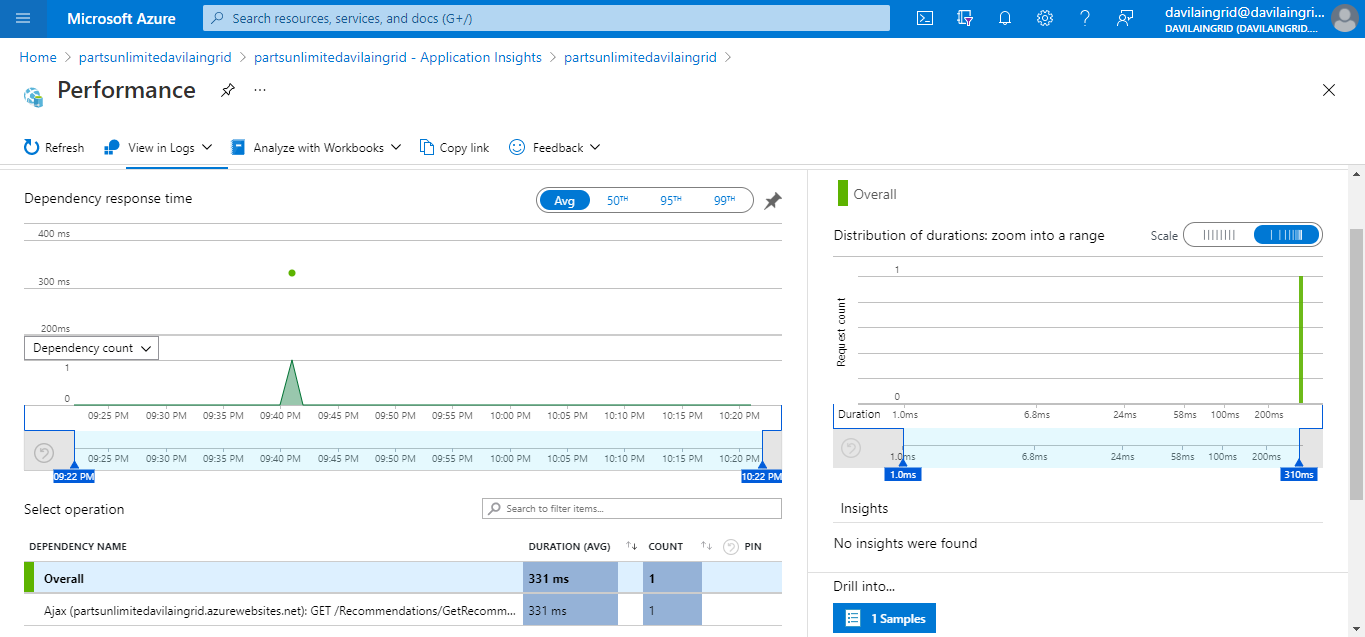 Microsoft Azure
Search resources, services, and docs (G+/)
davilaingrid@davilaingri...
DAVILAINGRID (DAVILAINGRID....
Home > partsunlimitedavilaingrid > partsunlimitedavilaingrid - Application Insights > partsunlimitedavilaingrid >
Performance
...
Refresh View in Logs Analyze with Workbooks Copy link Feedback
Dependency response time
Avg 50TH 95TH 99TH
400 ms
300 ms
200ms
Dependency count
1
0
09:25 PM 09:30 PM 09:35 PM 09:40 PM 09:45 PM 09:50 PM 09:55 PM 10:00 PM 10:05 PM 10:10 PM 10:15 PM 10:20 PM
09:25 PM 09:30 PM 09:35 PM 09:40 PM 09:45 PM 09:50 PM 09:55 PM 10:00 PM 10:05 PM 10:10 PM 10:15 PM 10:20 PM
09:22 PM 10:22 PM
Select operation
Search to filter items...
DEPENDENCY NAME DURATION (AVG) COUNT PIN
Overall 331 ms 1
Ajax (partsunlimitedavilaingrid.azurewebsites.net): GET /Recommendations/GetRecomm... 331 ms 1
Overall
Distribution of durations: zoom into a range
Scale
Request count
1
0
Duration 1.0ms 6.8ms 24ms 58ms 100ms 200ms
1.0ms 6.8ms 24ms 58ms 100ms 200ms
1.0ms 310ms
Insights
No insights were found
Drill into...
1 Samples